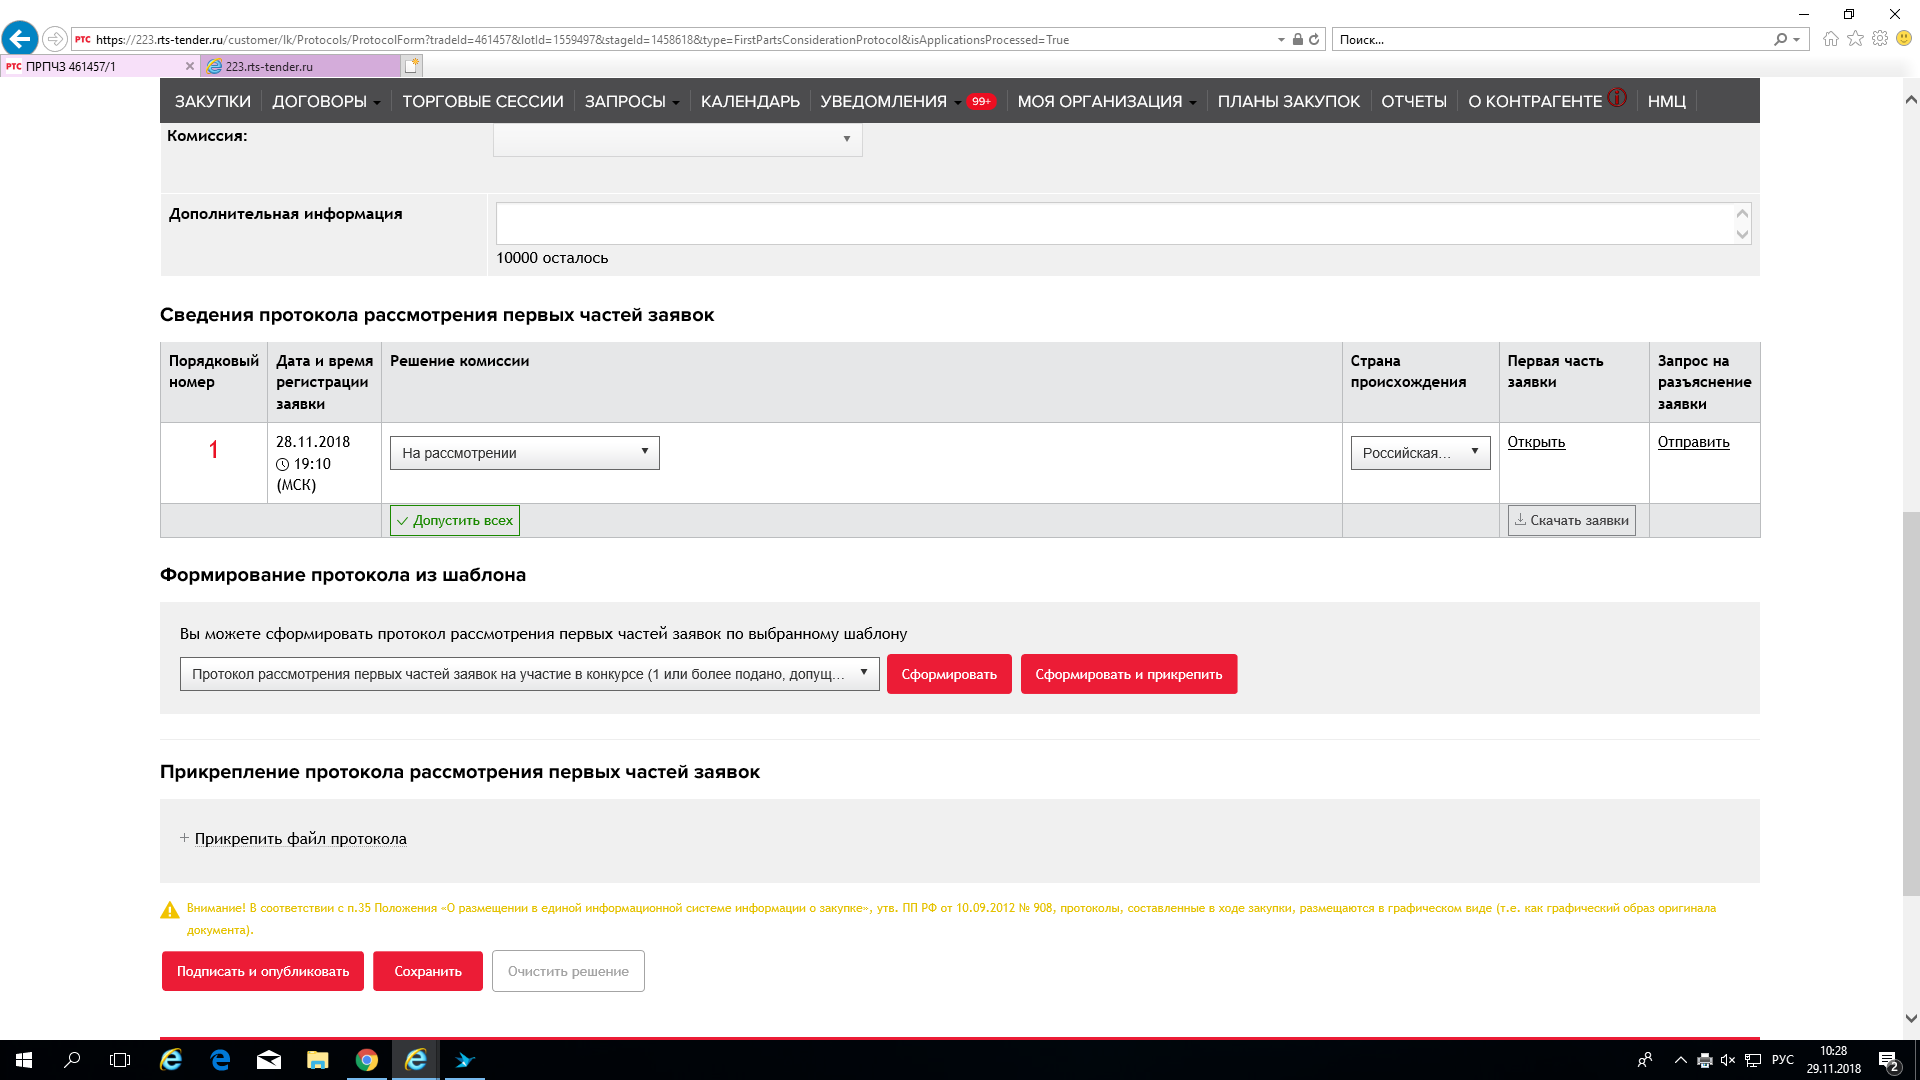 https://223.rts-tender.ru/customer/lk/Protocols/ProtocolForm?tradeId=461457&lotId=1559497&stageId=1458618&type=FirstPartsConsiderationProtocol&isApplicationsProcessed=True
Поиск...
РТС ПРПЧЗ 461457/1
223.rts-tender.ru
ЗАКУПКИ ДОГОВОРЫ ТОРГОВЫЕ СЕССИИ ЗАПРОСЫ КАЛЕНДАРЬ УВЕДОМЛЕНИЯ 99+ МОЯ ОРГАНИЗАЦИЯ ПЛАНЫ ЗАКУПОК ОТЧЕТЫ О КОНТРАГЕНТЕ НМЦ
Комиссия:
Дополнительная информация
10000 осталось
Сведения протокола рассмотрения первых частей заявок
Порядковый номер
Дата и время регистрации заявки
Решение комиссии
Страна происхождения
Первая часть заявки
Запрос на разъяснение заявки
1
28.11.2018
19:10
(МСК)
На рассмотрении
Российская...
Открыть
Отправить
Допустить всех
Скачать заявки
Формирование протокола из шаблона
Вы можете сформировать протокол рассмотрения первых частей заявок по выбранному шаблону
Протокол рассмотрения первых частей заявок на участие в конкурсе (1 или более подано, допущ...
Сформировать
Сформировать и прикрепить
Прикрепление протокола рассмотрения первых частей заявок
+ Прикрепить файл протокола
Внимание! В соответствии с п.35 Положения «О размещении в единой информационной системе информации о закупке», утв. ПП РФ от 10.09.2012 № 908, протоколы, составленные в ходе закупки, размещаются в графическом виде (т.е. как графический образ оригинала
документа).
Подписать и опубликовать
Сохранить
Очистить решение
РУС
10:28
29.11.2018
2